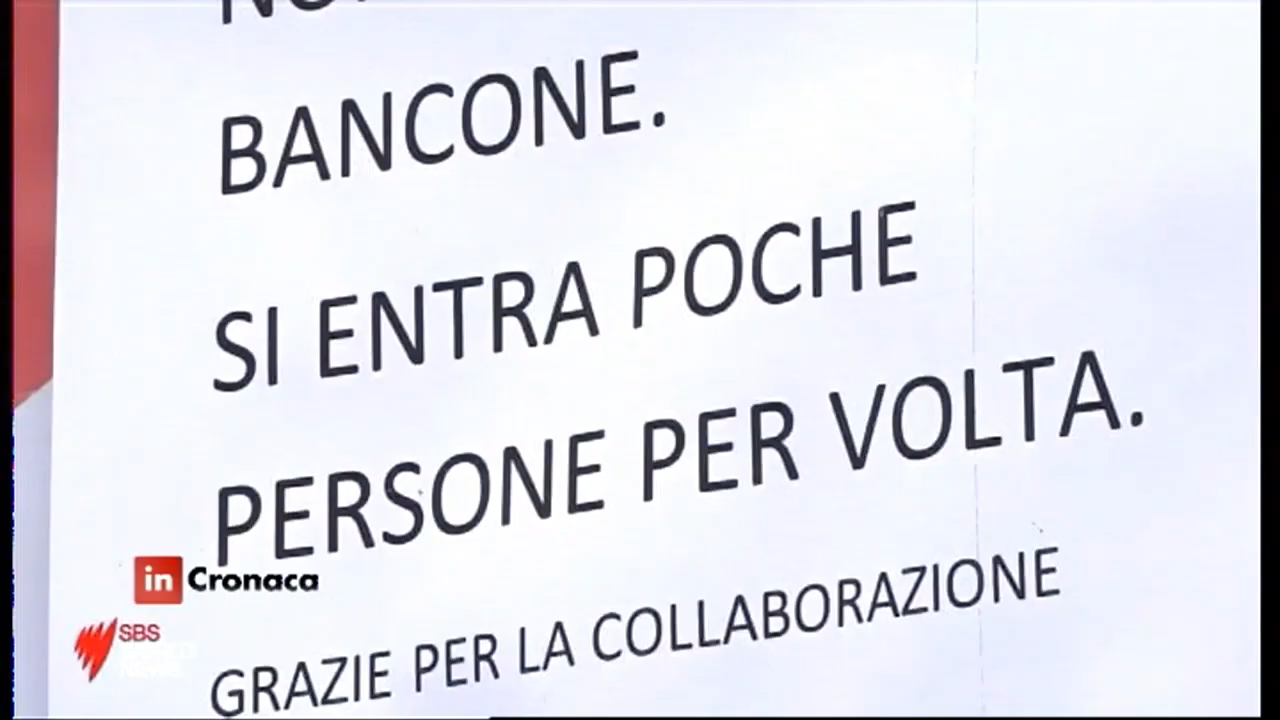 BANCONE.
SI ENTRA POCHE
PERSONE PER VOLTA.
in Cronaca
SBS
GRAZIE PER LA COLLABORAZIONE